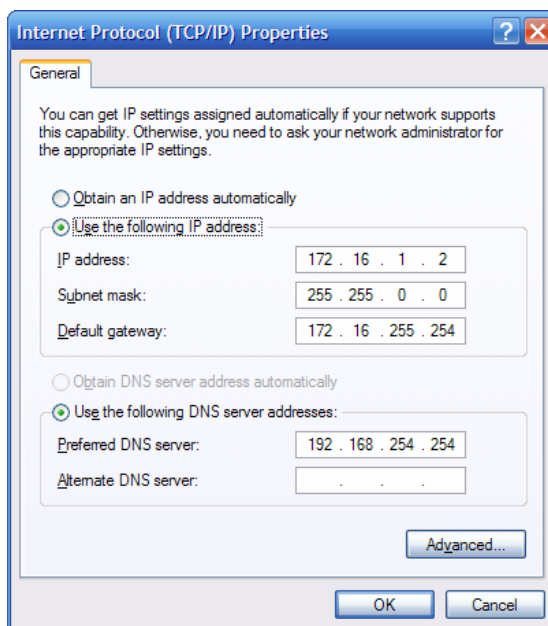 Internet Protocol (TCP/IP) Properties
General
You can get IP settings assigned automatically if your network supports
this capability. Otherwise, you need to ask your network administrator for
the appropriate IP settings.
Obtain an IP address automatically
Use the following IP address:
IP address: 172 . 16 . 1 . 2
Subnet mask: 255 . 255 . 0 . 0
Default gateway: 172 . 16 . 255 . 254
Obtain DNS server address automatically
Use the following DNS server addresses:
Preferred DNS server: 192 . 168 . 254 . 254
Alternate DNS server: . . .
Advanced...
OK Cancel